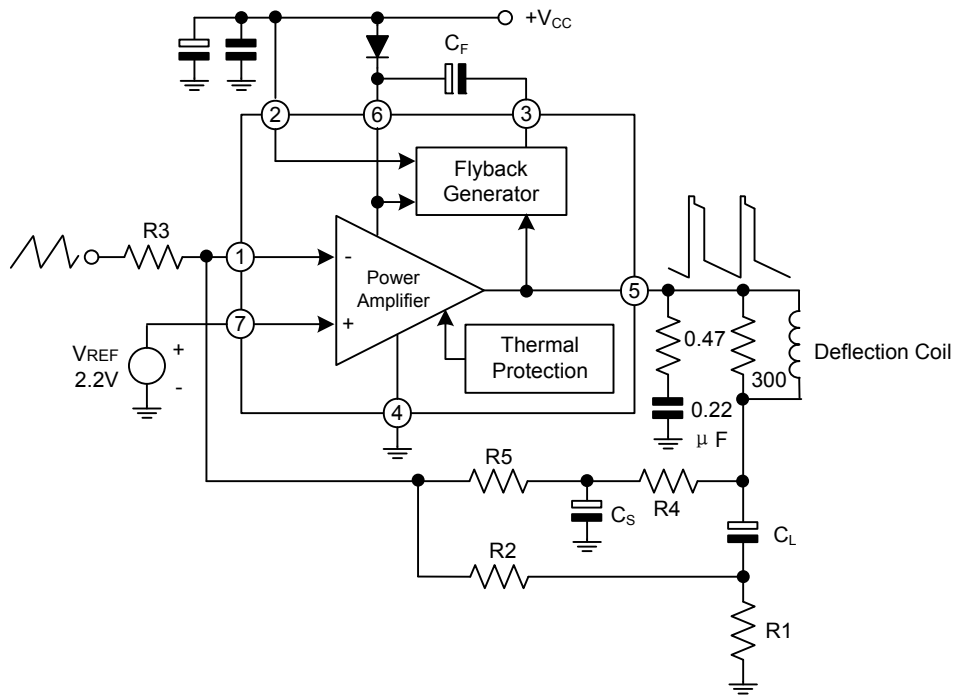 +VCC
CF
2
6
3
Flyback
Generator
R3
1
-
Power
Amplifier
5
7
+
VREF
2.2V
+
-
Thermal
Protection
0.47
300
Deflection Coil
0.22
μ F
4
R5
R4
CS
CL
R2
R1